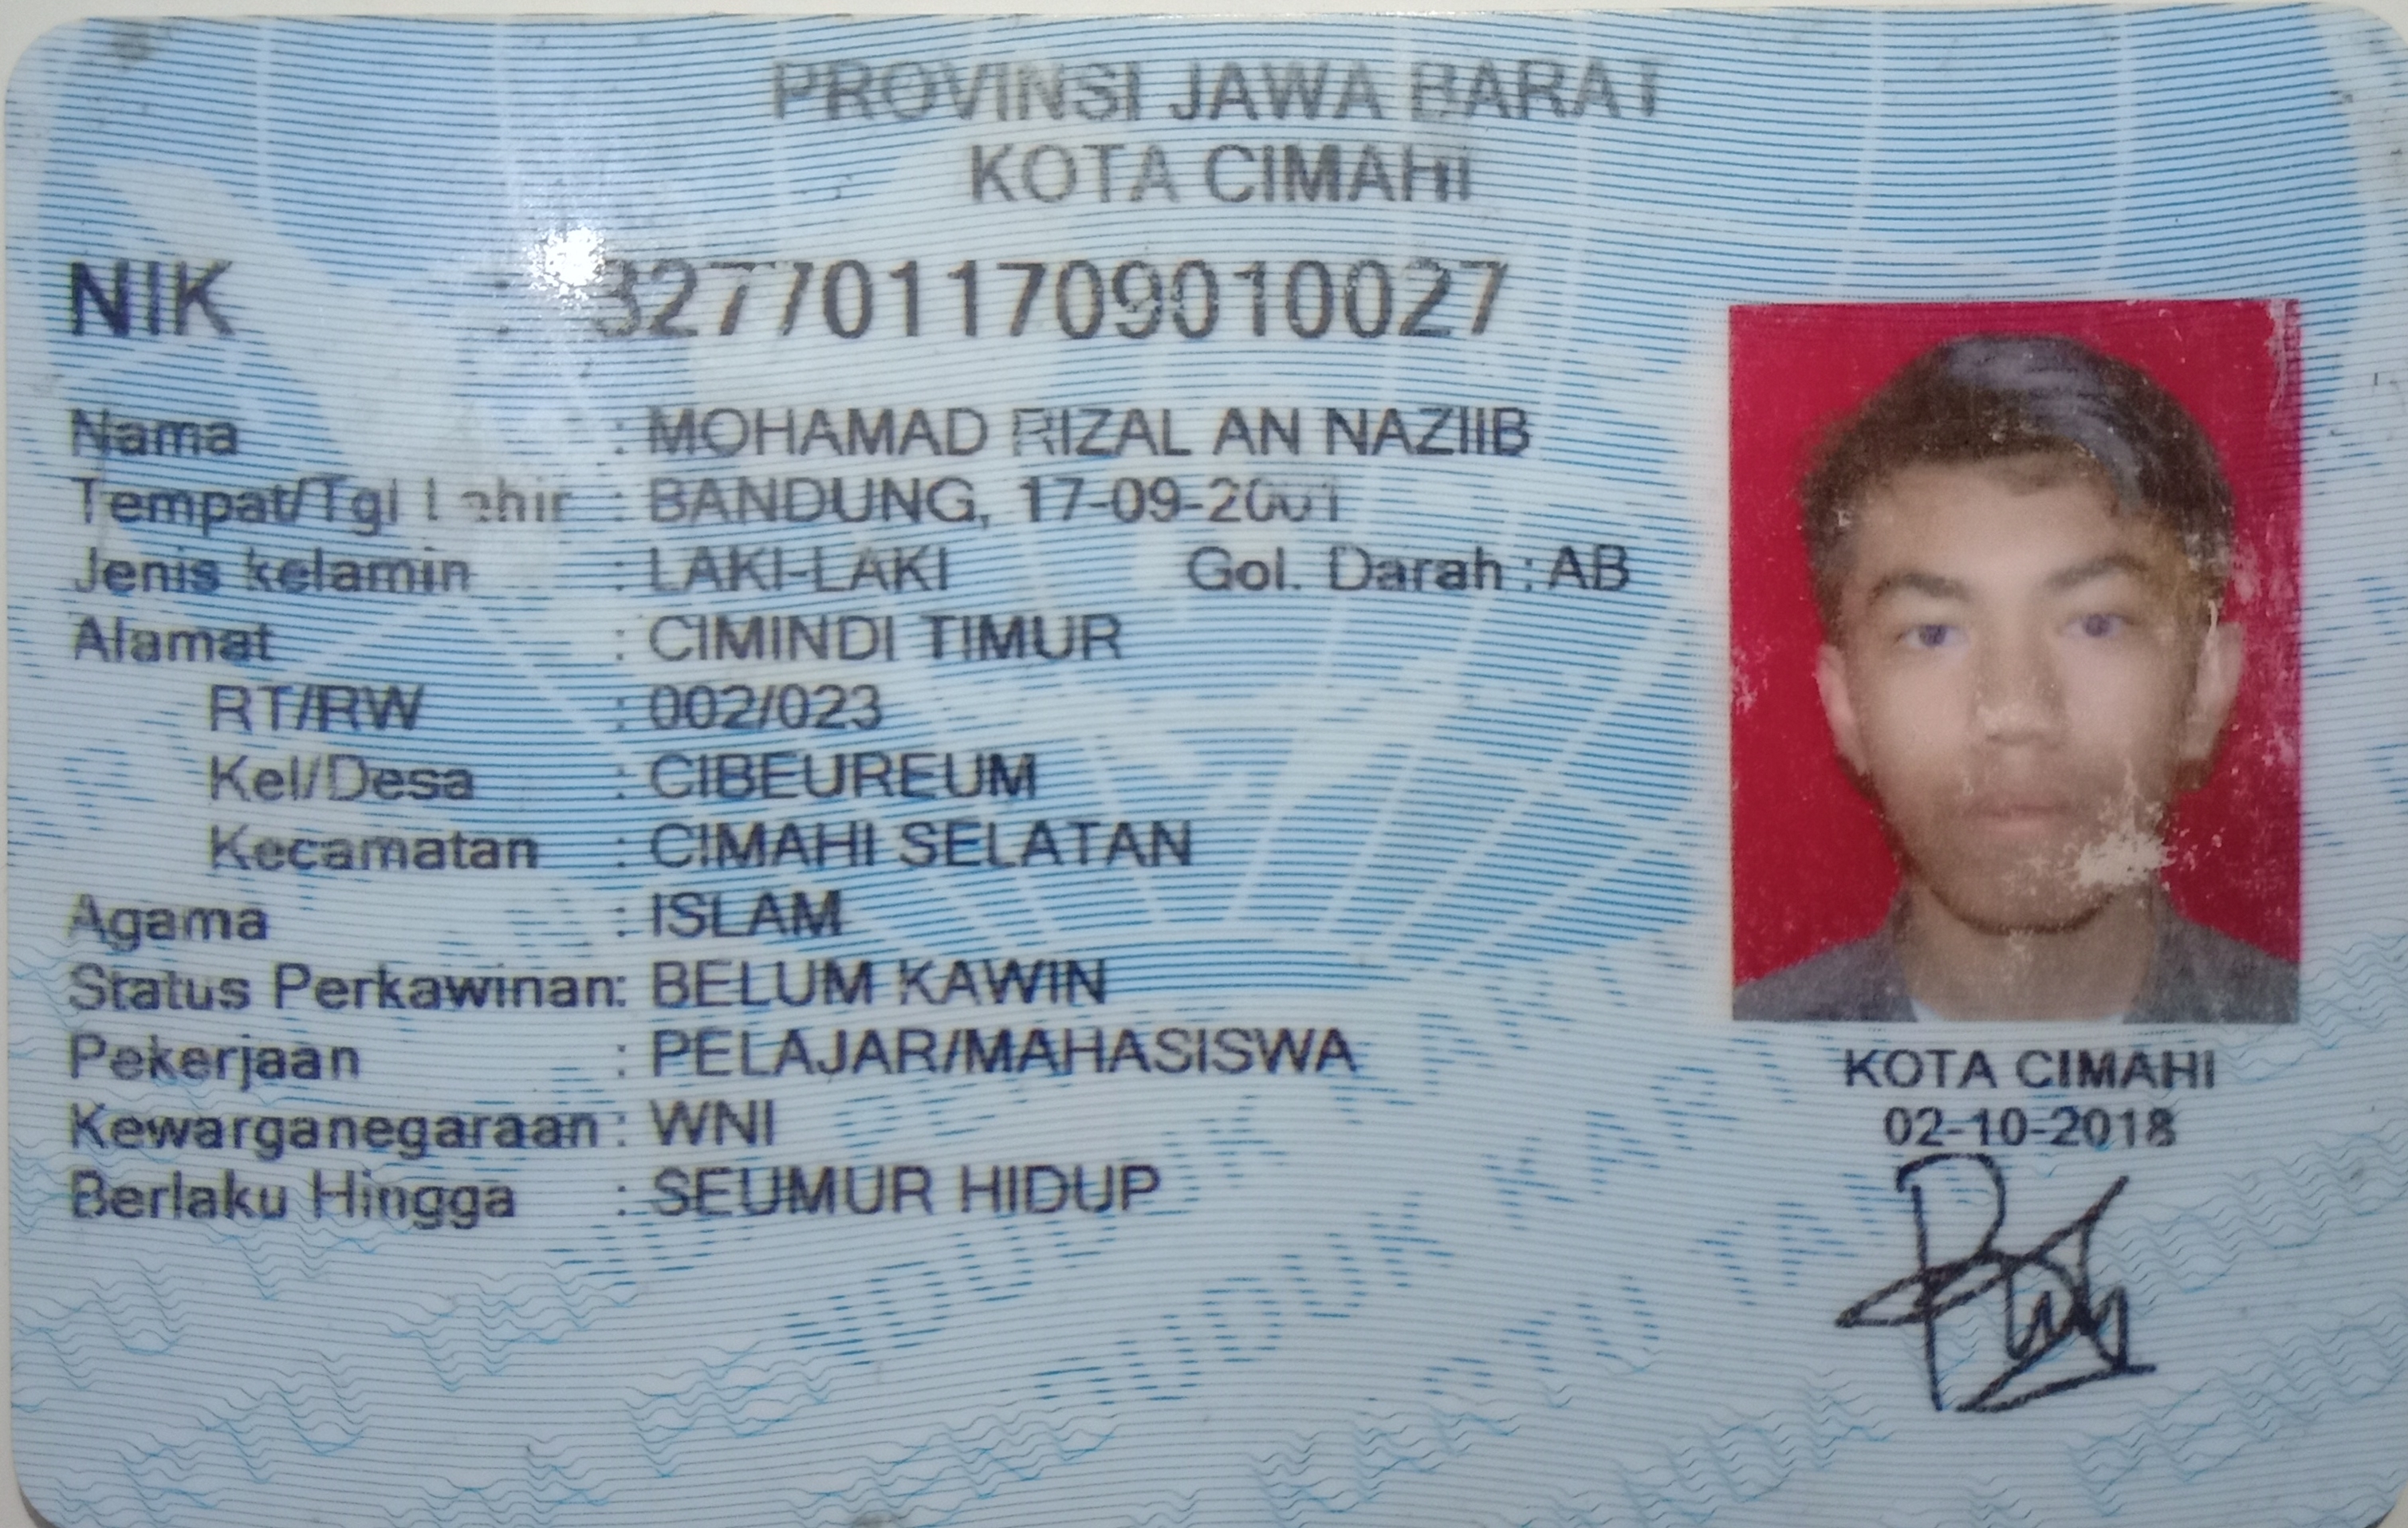 PROVINSI JAWA BARAT
KOTA CIMAHI
NIK : 3277011709010027
Nama : MOHAMAD RIZAL AN NAZIIB
Tempat/Tgl Lahir : BANDUNG, 17-09-2001
Jenis kelamin : LAKI-LAKI Gol. Darah : AB
Alamat : CIMINDI TIMUR
RT/RW : 002/023
Kel/Desa : CIBEUREUM
Kecamatan : CIMAHI SELATAN
Agama : ISLAM
Status Perkawinan: BELUM KAWIN
Pekerjaan : PELAJAR/MAHASISWA
Kewarganegaraan : WNI
Berlaku Hingga : SEUMUR HIDUP
KOTA CIMAHI
02-10-2018